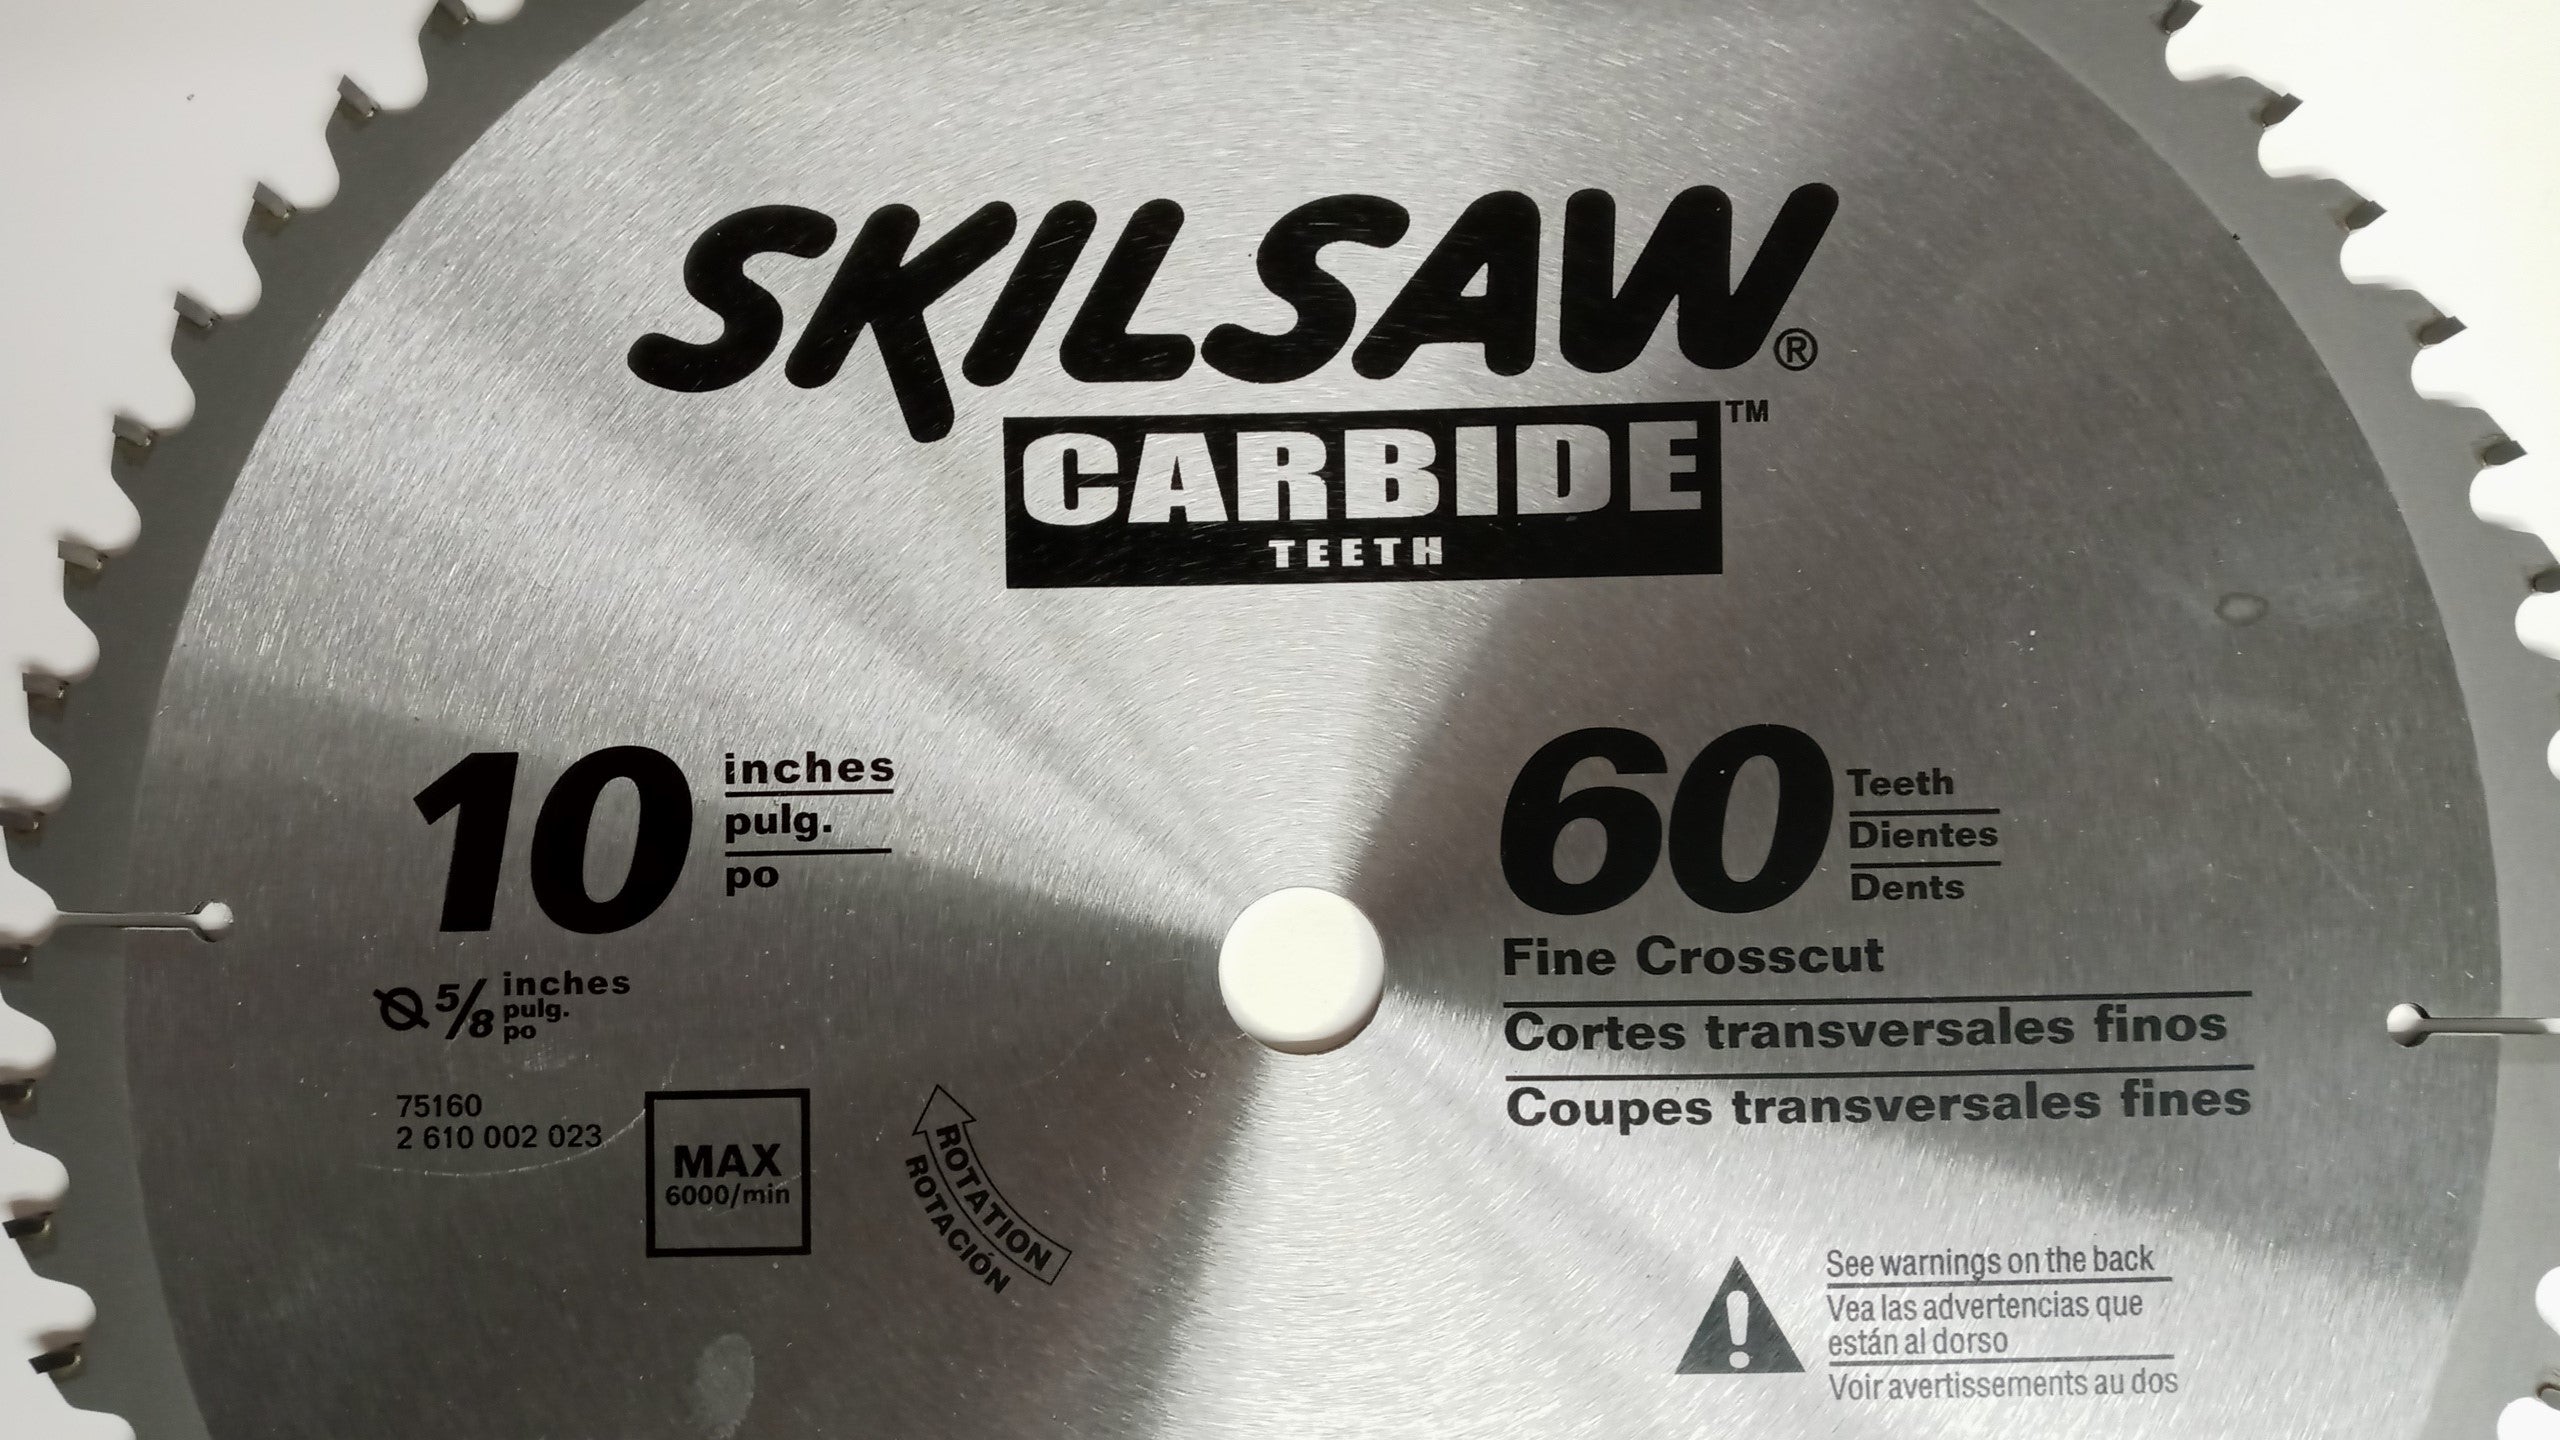 SKILSAW®
CARBIDE™
TEETH
10 inches
pulg.
po
Ø 5/8 inches
pulg.
po
75160
2 610 002 023
MAX
6000/min
ROTATION
ROTACIÓN
60 Teeth
Dientes
Dents
Fine Crosscut
Cortes transversales finos
Coupes transversales fines
See warnings on the back
Vea las advertencias que
están al dorso
Voir avertissements au dos